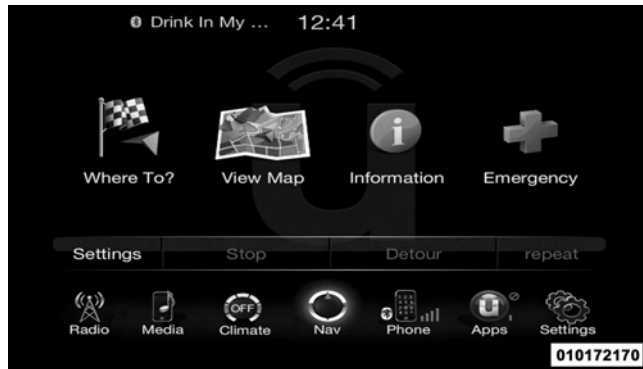 Drink In My ... 12:41
Where To? View Map Information Emergency
Settings Stop Detour repeat
OFF
Radio Media Climate Nav Phone Apps Settings
010172170